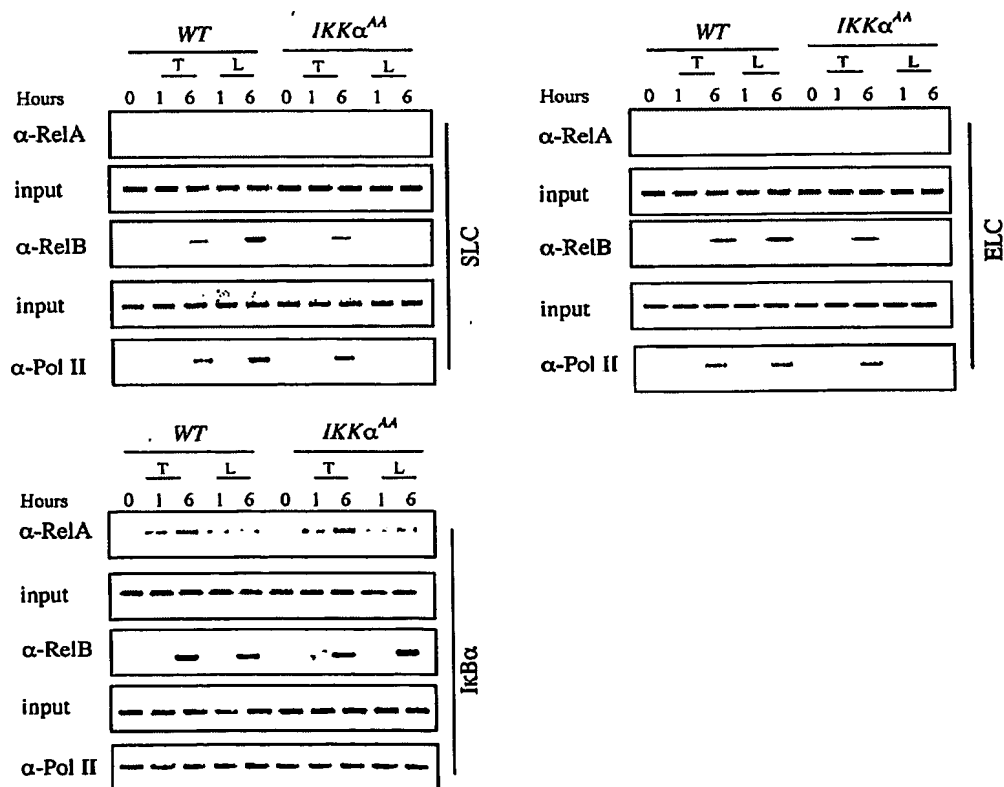 WT IKKα^AA
T L T L
Hours 0 1 6 1 6 0 1 6 1 6
α-RelA
input
α-RelB
input
α-Pol II
SLC
WT IKKα^AA
T L T L
Hours 0 1 6 1 6 0 1 6 1 6
α-RelA
input
α-RelB
input
α-Pol II
ELC
WT IKKα^AA
T L T L
Hours 0 1 6 1 6 0 1 6 1 6
α-RelA
input
α-RelB
input
α-Pol II
IκBα